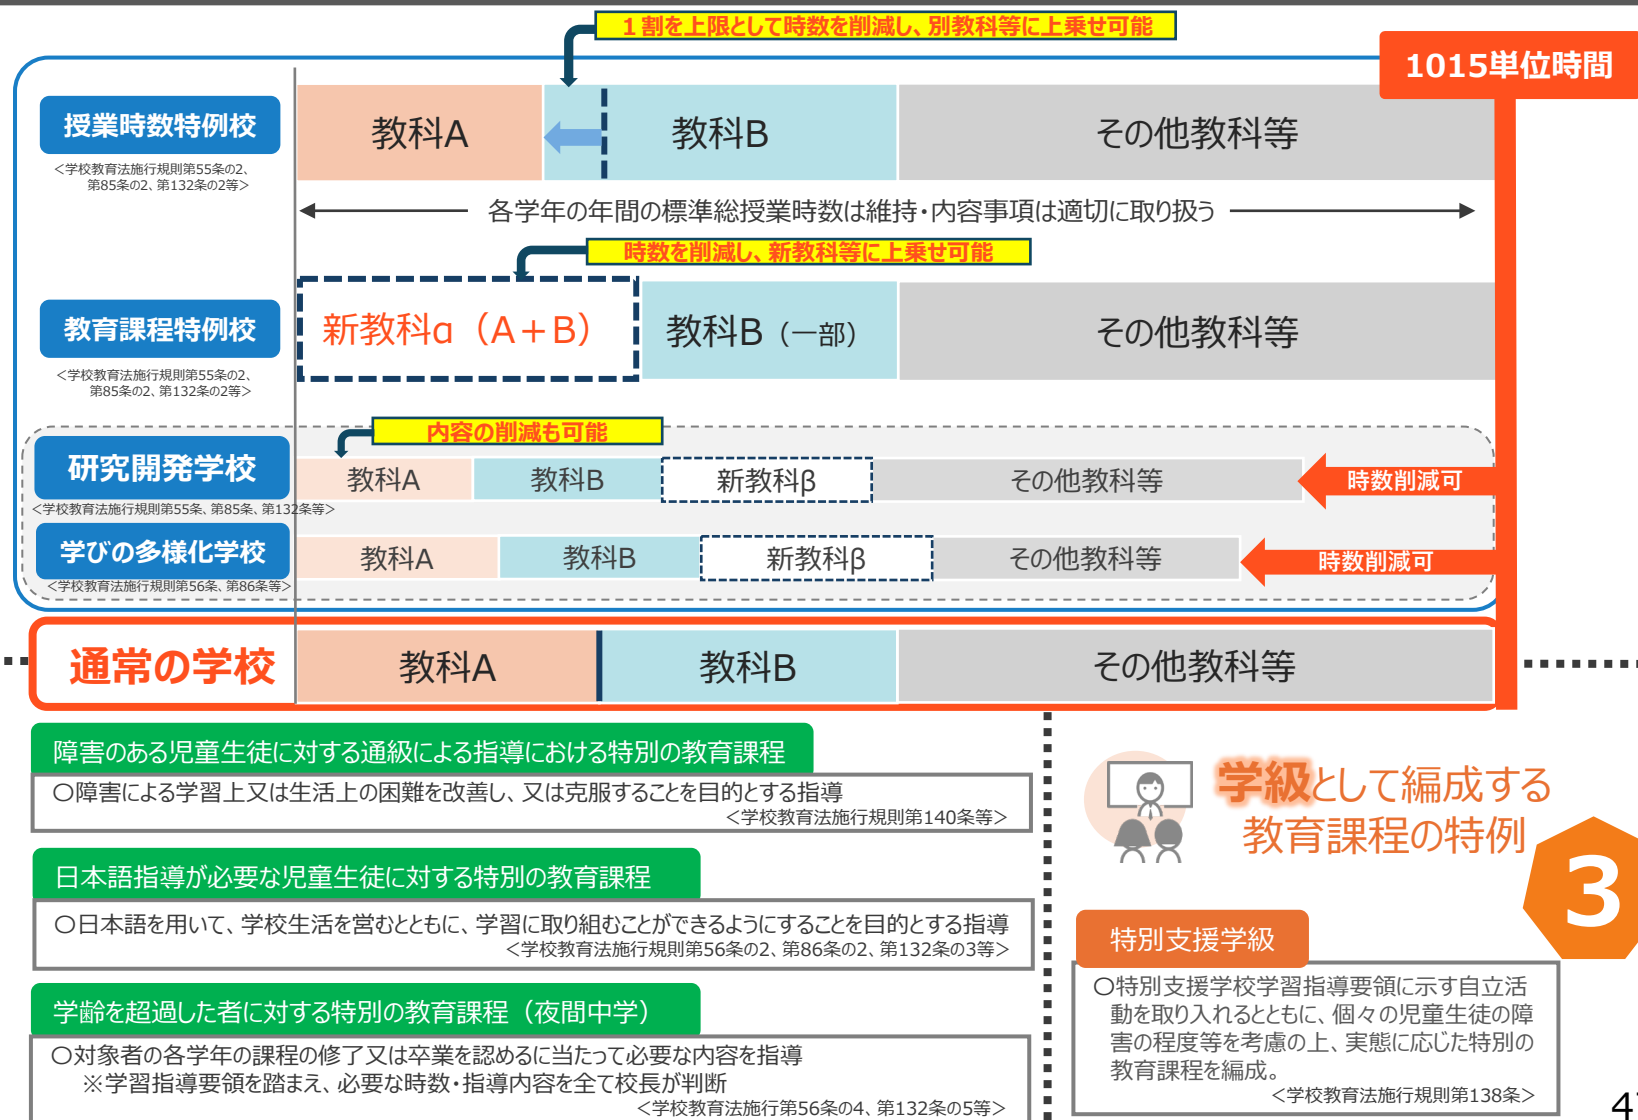 1割を上限として時数を削減し、別教科等に上乗せ可能
1015単位時間
授業時数特例校
<学校教育法施行規則第55条の2、
第85条の2、第132条の2等>
教科A
教科B
その他教科等
各学年の年間の標準総授業時数は維持・内容事項は適切に取り扱う
時数を削減し、新教科等に上乗せ可能
教育課程特例校
<学校教育法施行規則第55条の2、
第85条の2、第132条の2等>
新教科α（A＋B）
教科B（一部）
その他教科等
内容の削減も可能
研究開発学校
<学校教育法施行規則第55条、第85条、第132条等>
教科A
教科B
新教科β
その他教科等
時数削減可
学びの多様化学校
<学校教育法施行規則第56条、第86条等>
教科A
教科B
新教科β
その他教科等
時数削減可
通常の学校
教科A
教科B
その他教科等
障害のある児童生徒に対する通級による指導における特別の教育課程
○障害による学習上又は生活上の困難を改善し、又は克服することを目的とする指導
<学校教育法施行規則第140条等>
日本語指導が必要な児童生徒に対する特別の教育課程
○日本語を用いて、学校生活を営むとともに、学習に取り組むことができるようにすることを目的とする指導
<学校教育法施行規則第56条の2、第86条の2、第132条の3等>
学齢を超過した者に対する特別の教育課程（夜間中学）
○対象者の各学年の課程の修了又は卒業を認めるに当たって必要な内容を指導
※学習指導要領を踏まえ、必要な時数・指導内容を全て校長が判断
<学校教育法施行第56条の4、第132条の5等>
学級として編成する
教育課程の特例
3
特別支援学級
○特別支援学校学習指導要領に示す自立活
動を取り入れるとともに、個々の児童生徒の障
害の程度等を考慮の上、実態に応じた特別の
教育課程を編成。
<学校教育法施行規則第138条>